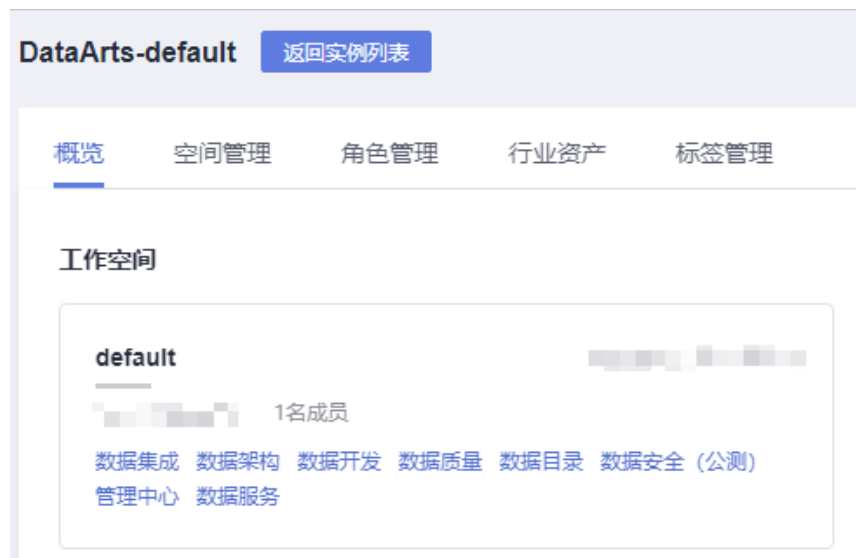 DataArts-default 返回实例列表
概览 空间管理 角色管理 行业资产 标签管理
工作空间
default
1名成员
数据集成 数据架构 数据开发 数据质量 数据目录 数据安全（公测）
管理中心 数据服务